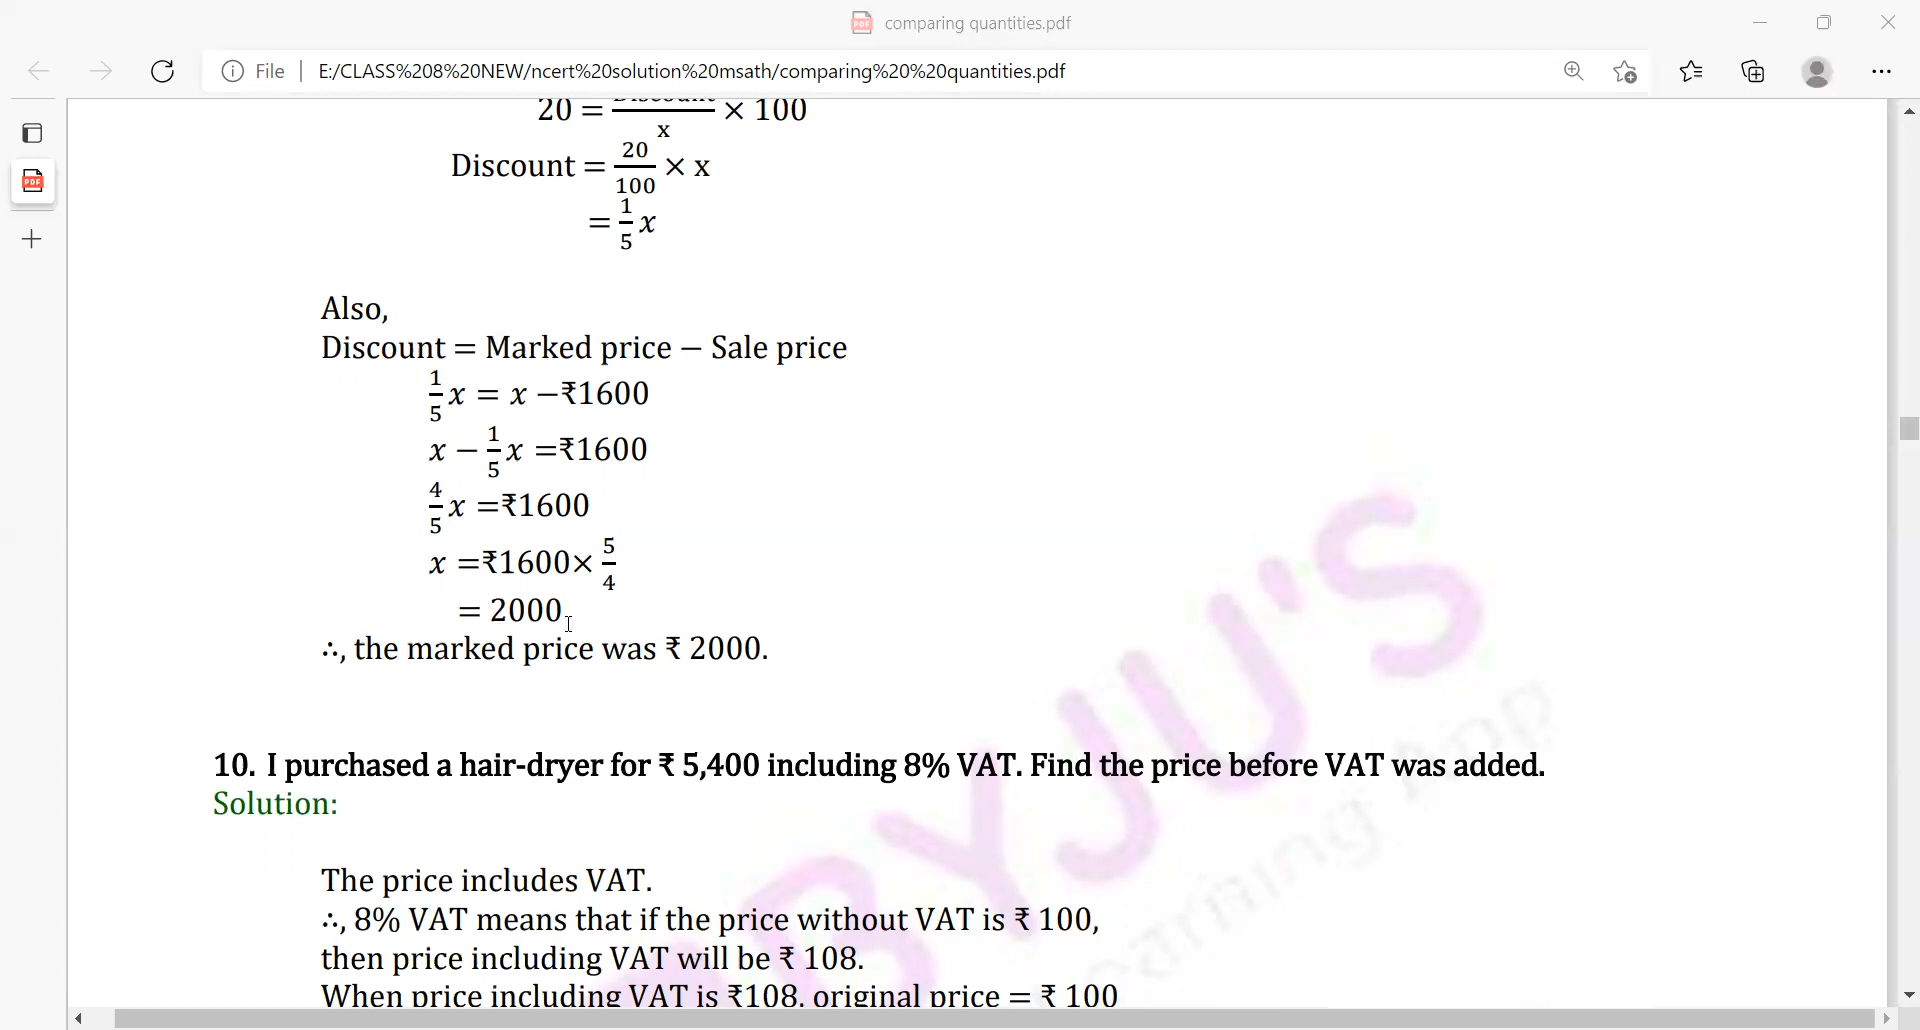 comparing quantities.pdf
File | E:/CLASS%208%20NEW/ncert%20solution%20msath/comparing%20%20quantities.pdf
20 = Discount/x × 100
Discount = 20/100 × x
= 1/5 x
Also,
Discount = Marked price − Sale price
1/5 x = x −₹1600
x − 1/5 x =₹1600
4/5 x =₹1600
x =₹1600× 5/4
= 2000
∴, the marked price was ₹ 2000.
10. I purchased a hair-dryer for ₹ 5,400 including 8% VAT. Find the price before VAT was added.
Solution:
The price includes VAT.
∴, 8% VAT means that if the price without VAT is ₹ 100,
then price including VAT will be ₹ 108.
When price including VAT is ₹108, original price = ₹ 100
BYJU'S
earning App